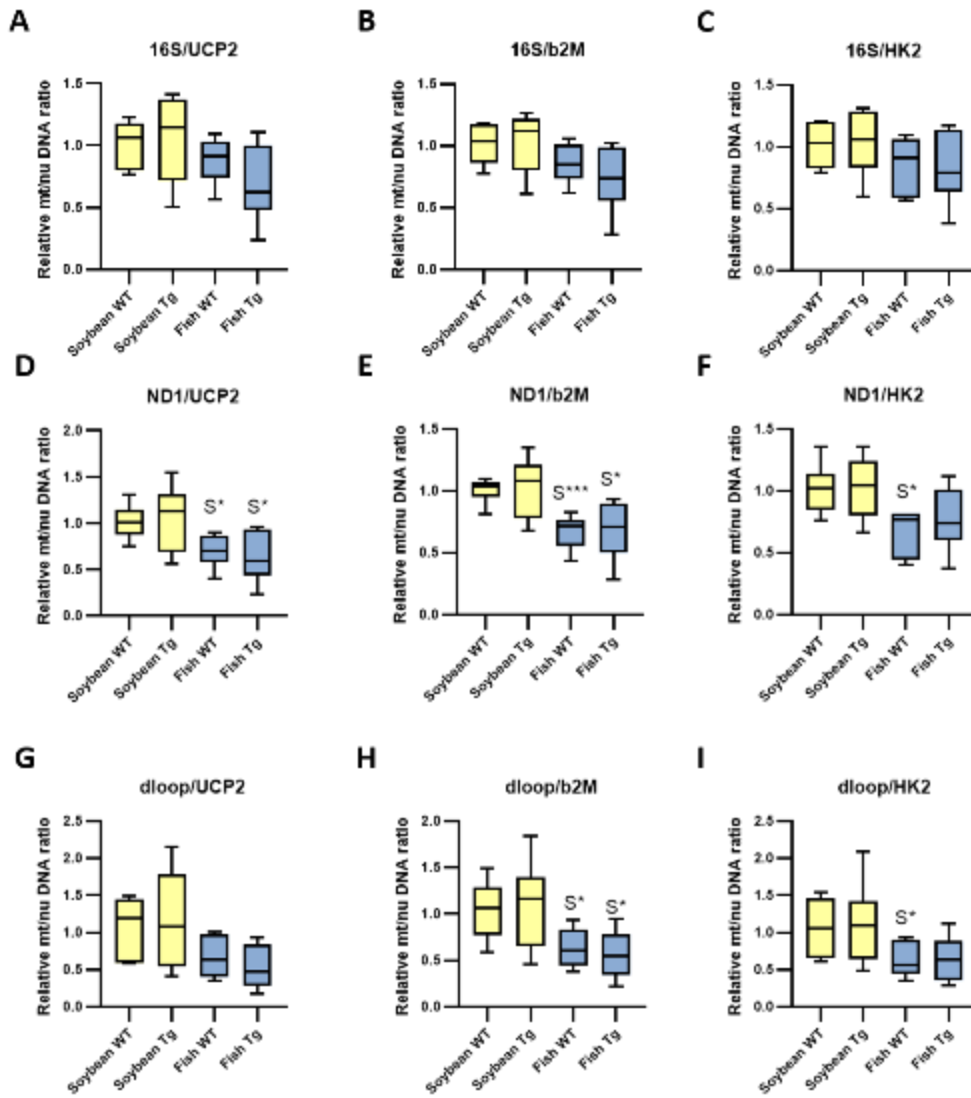 A
16S/UCP2
Relative mt/nu DNA ratio
1.5
1.0
0.5
0.0
Soybean WT
Soybean Tg
Fish WT
Fish Tg
B
16S/b2M
Relative mt/nu DNA ratio
1.5
1.0
0.5
0.0
Soybean WT
Soybean Tg
Fish WT
Fish Tg
C
16S/HK2
Relative mt/nu DNA ratio
1.5
1.0
0.5
0.0
Soybean WT
Soybean Tg
Fish WT
Fish Tg
D
ND1/UCP2
Relative mt/nu DNA ratio
2.0
1.5
1.0
0.5
0.0
S*
S*
Soybean WT
Soybean Tg
Fish WT
Fish Tg
E
ND1/b2M
Relative mt/nu DNA ratio
1.5
1.0
0.5
0.0
S***
S*
Soybean WT
Soybean Tg
Fish WT
Fish Tg
F
ND1/HK2
Relative mt/nu DNA ratio
1.5
1.0
0.5
0.0
S*
Soybean WT
Soybean Tg
Fish WT
Fish Tg
G
dloop/UCP2
Relative mt/nu DNA ratio
2.5
2.0
1.5
1.0
0.5
0.0
Soybean WT
Soybean Tg
Fish WT
Fish Tg
H
dloop/b2M
Relative mt/nu DNA ratio
2.0
1.5
1.0
0.5
0.0
S*
S*
Soybean WT
Soybean Tg
Fish WT
Fish Tg
I
dloop/HK2
Relative mt/nu DNA ratio
2.5
2.0
1.5
1.0
0.5
0.0
S*
Soybean WT
Soybean Tg
Fish WT
Fish Tg